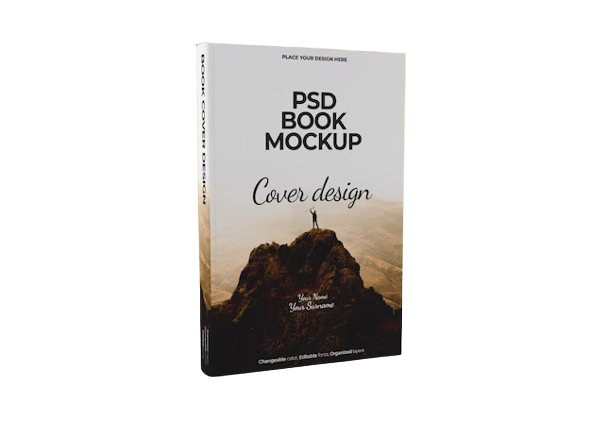 PLACE YOUR DESIGN HERE
PSD
BOOK
MOCKUP
Cover design
Your Name
Your Surname
Changeable color, Editable fonts, Organized layers
BOOK COVER DESIGN